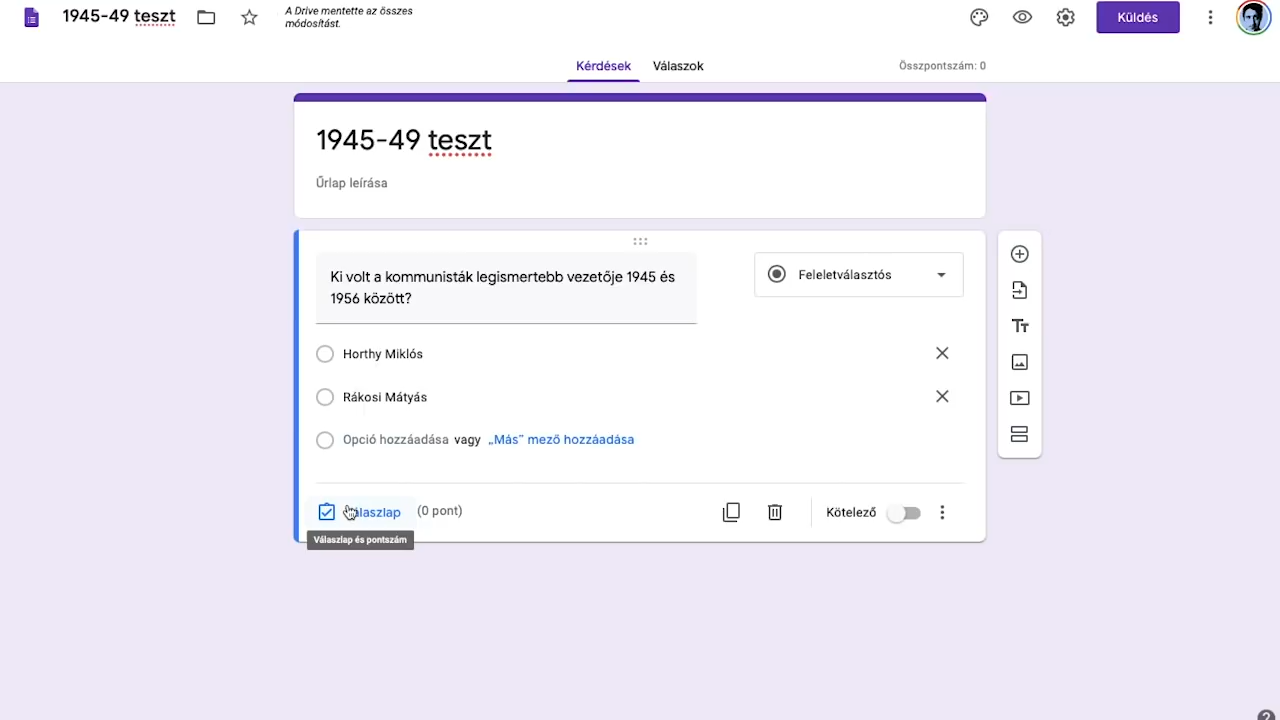 1945-49 teszt
A Drive mentette az összes
módosítást.
Küldés
Kérdések
Válaszok
Összpontszám: 0
1945-49 teszt
Űrlap leírása
Ki volt a kommunisták legismertebb vezetője 1945 és
1956 között?
Feleletválasztós
Horthy Miklós
Rákosi Mátyás
Opció hozzáadása vagy „Más” mező hozzáadása
Válaszlap (0 pont)
Kötelező
Válaszlap és pontszám